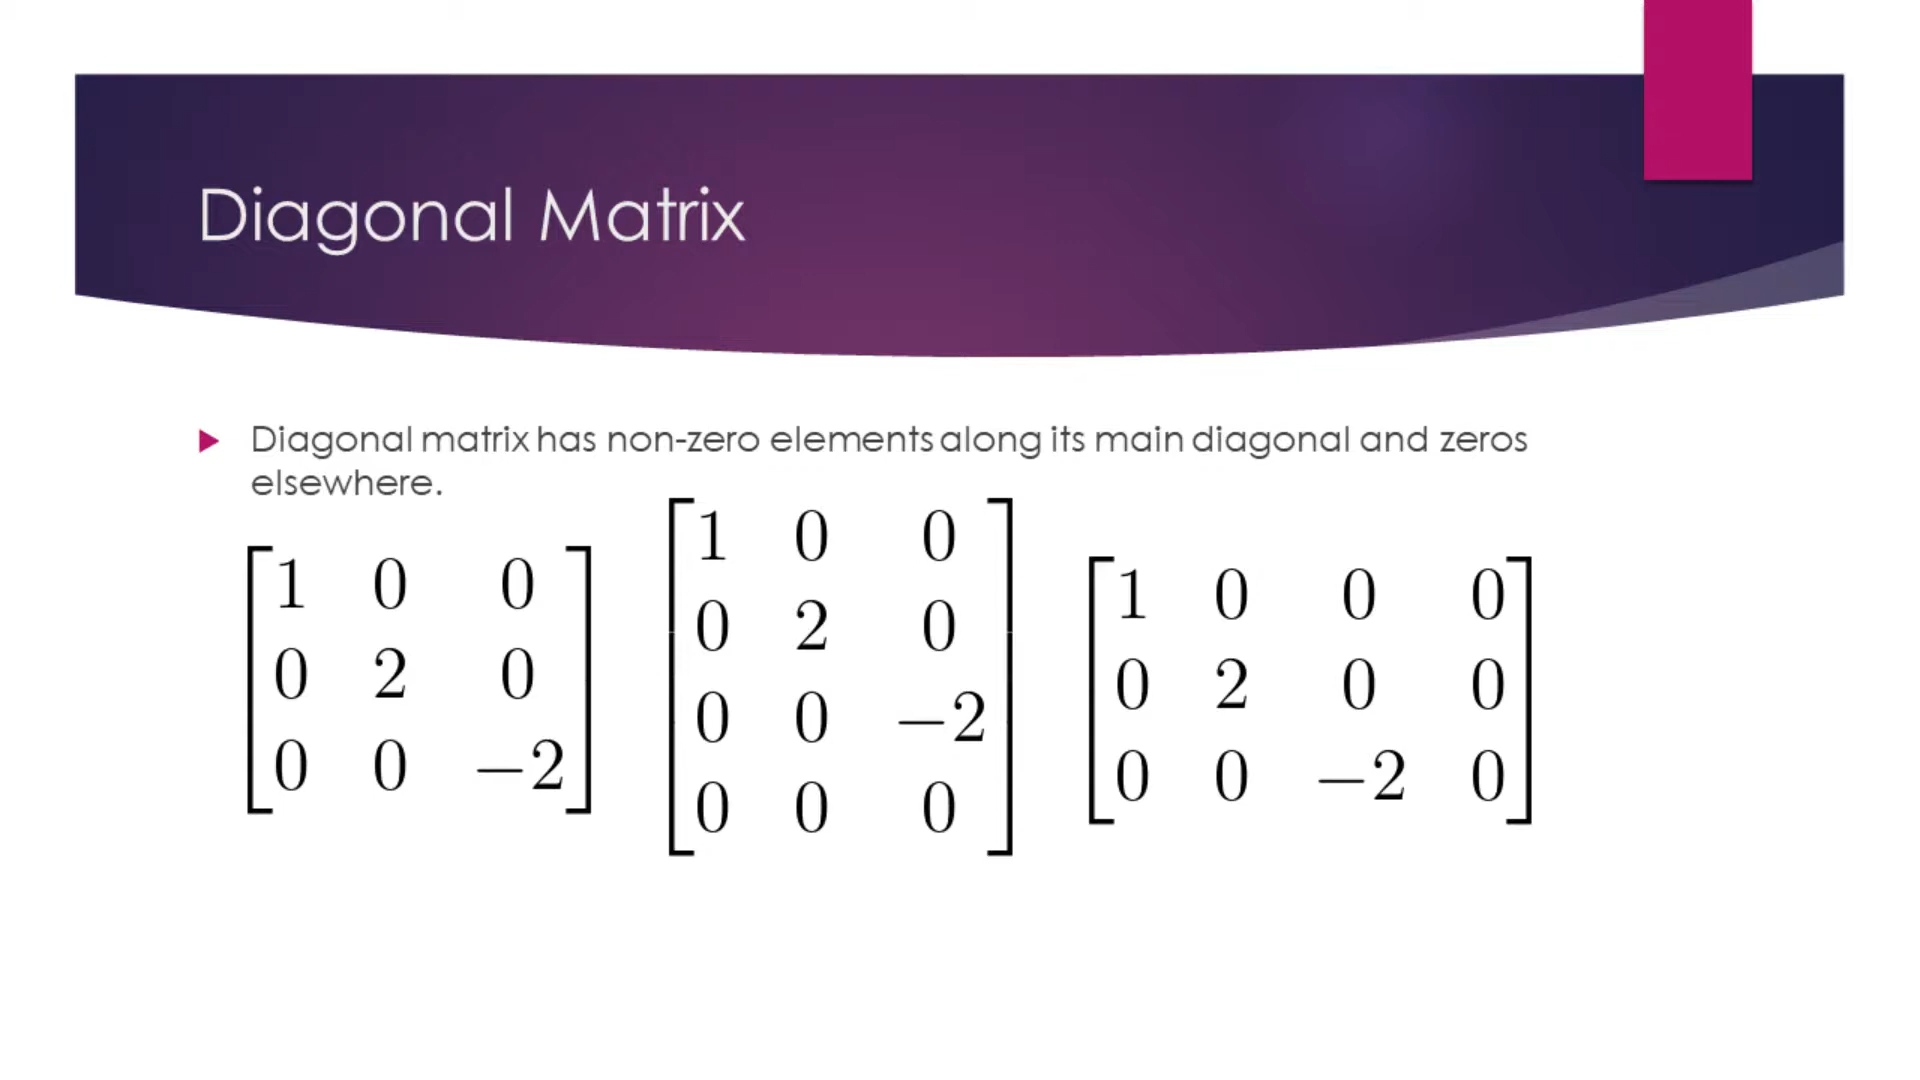 Diagonal Matrix
Diagonal matrix has non-zero elements along its main diagonal and zeros
elsewhere.
1 0 0
0 2 0
0 0 −2
1 0 0
0 2 0
0 0 −2
0 0 0
1 0 0 0
0 2 0 0
0 0 −2 0